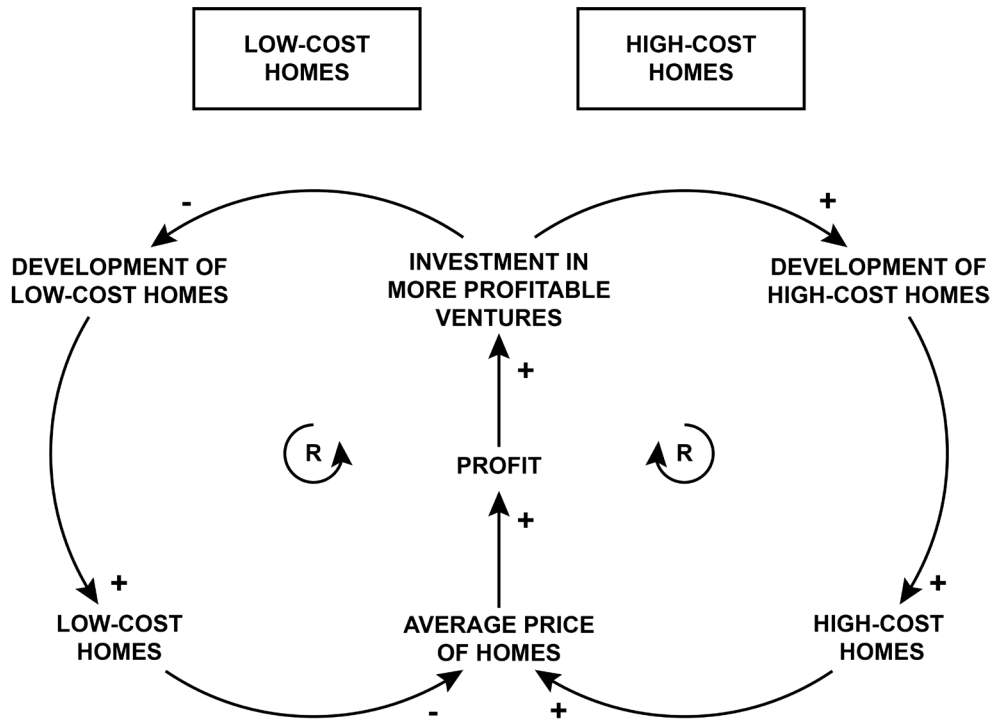 LOW-COST
HOMES
HIGH-COST
HOMES
-
+
DEVELOPMENT OF
LOW-COST HOMES
INVESTMENT IN
MORE PROFITABLE
VENTURES
DEVELOPMENT OF
HIGH-COST HOMES
+
R
PROFIT
R
+
+
+
LOW-COST
HOMES
AVERAGE PRICE
OF HOMES
HIGH-COST
HOMES
-
+